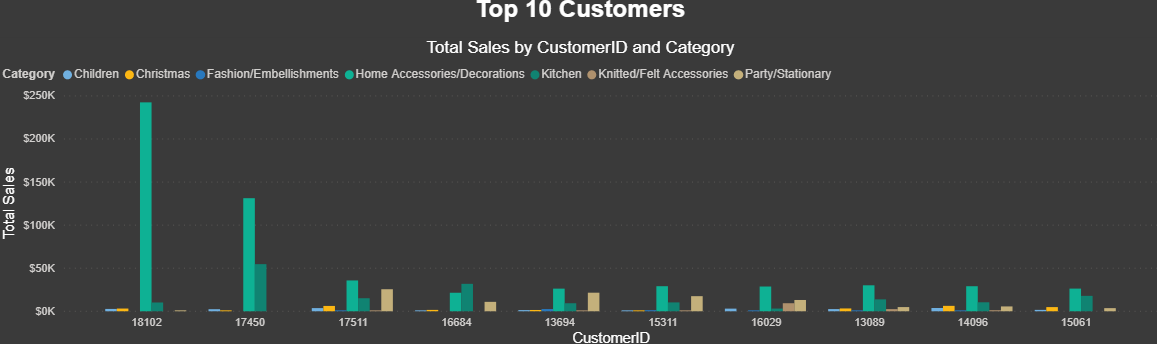 Top 10 Customers
Total Sales by CustomerID and Category
Category Children Christmas Fashion/Embellishments Home Accessories/Decorations Kitchen Knitted/Felt Accessories Party/Stationary
$250K
$200K
$150K
$100K
$50K
$0K
Total Sales
18102 17450 17511 16684 13694 15311 16029 13089 14096 15061
CustomerID